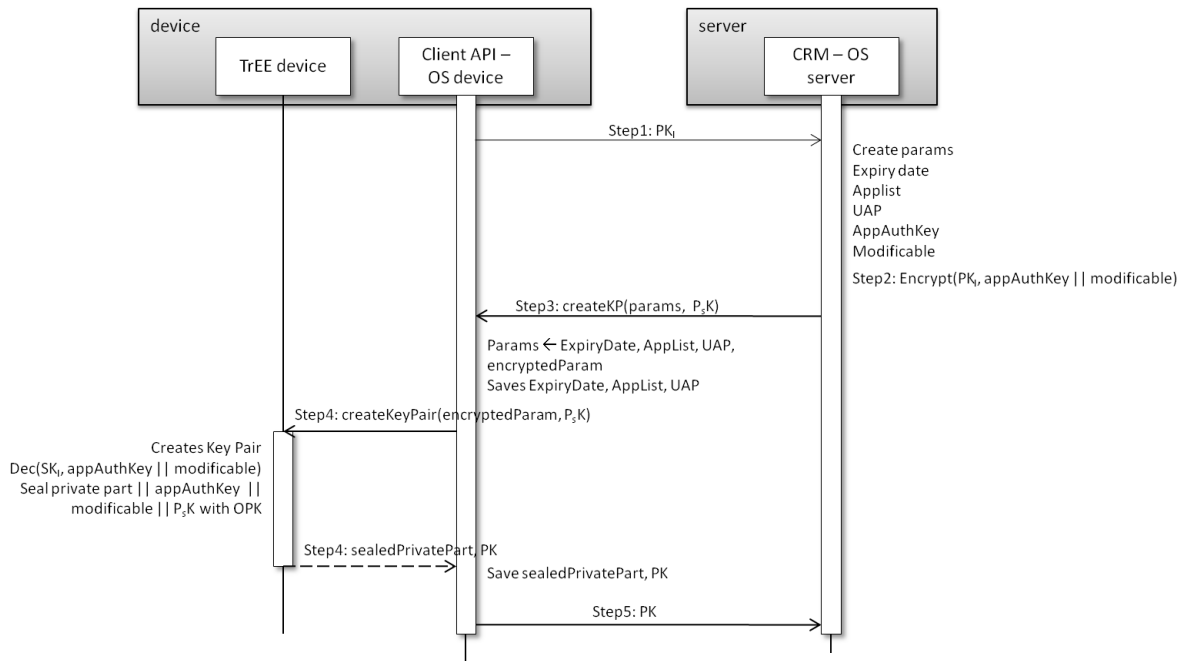 device
server
TrEE device
Client API –
OS device
CRM – OS
server
Step1: PKI
Create params
Expiry date
Applist
UAP
AppAuthKey
Modificable
Step2: Encrypt(PKI, appAuthKey || modificable)
Step3: createKP(params, PsK)
Params ← ExpiryDate, AppList, UAP,
encryptedParam
Saves ExpiryDate, AppList, UAP
Step4: createKeyPair(encryptedParam, PsK)
Creates Key Pair
Dec(SKI, appAuthKey || modificable)
Seal private part || appAuthKey ||
modificable || PsK with OPK
Step4: sealedPrivatePart, PK
Save sealedPrivatePart, PK
Step5: PK